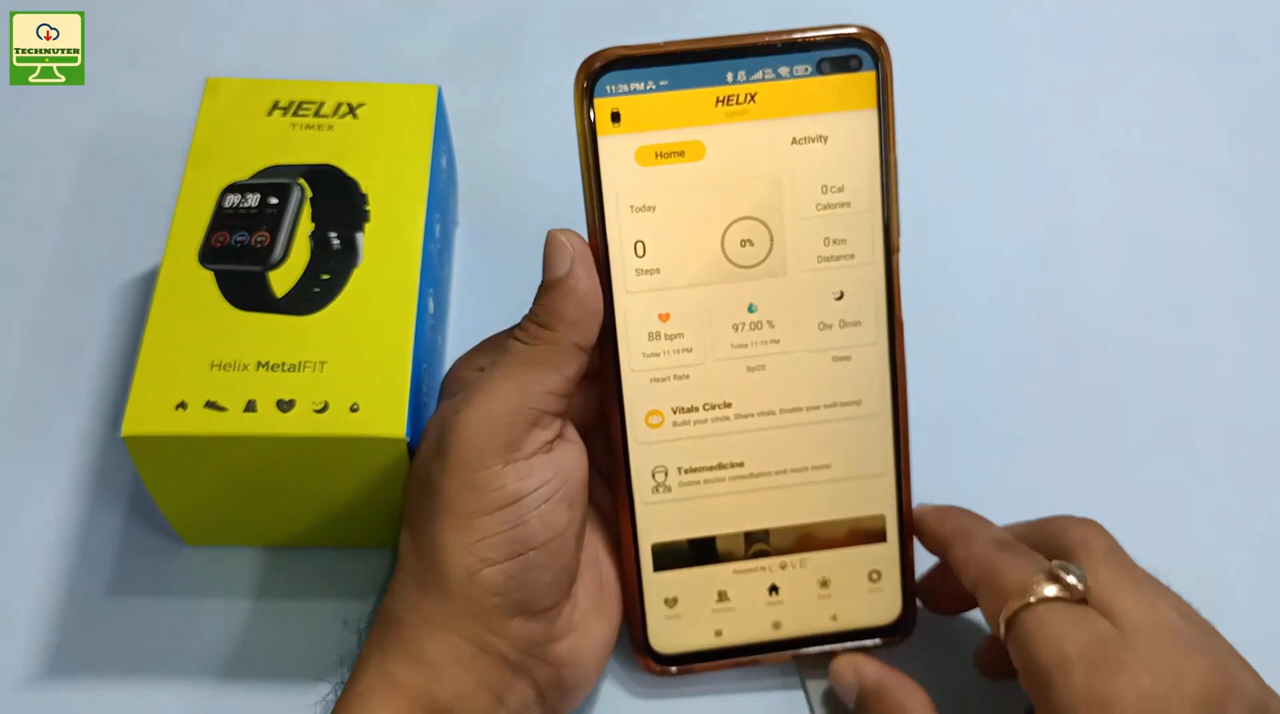 TECHNUTER
HELIX
TIMEX
09:30
Helix MetalFIT
11:26 PM
HELIX
Home
Activity
Today
0
Steps
0%
0 Cal
Calories
0 Km
Distance
88 bpm
Today 11:19 PM
Heart Rate
97.00 %
Today 11:19 PM
SpO2
0hr 0min
Sleep
Vitals Circle
Build your circle, Share vitals, Enable your well-being!
Telemedicine
Online doctor consultation and much more!
Powered By